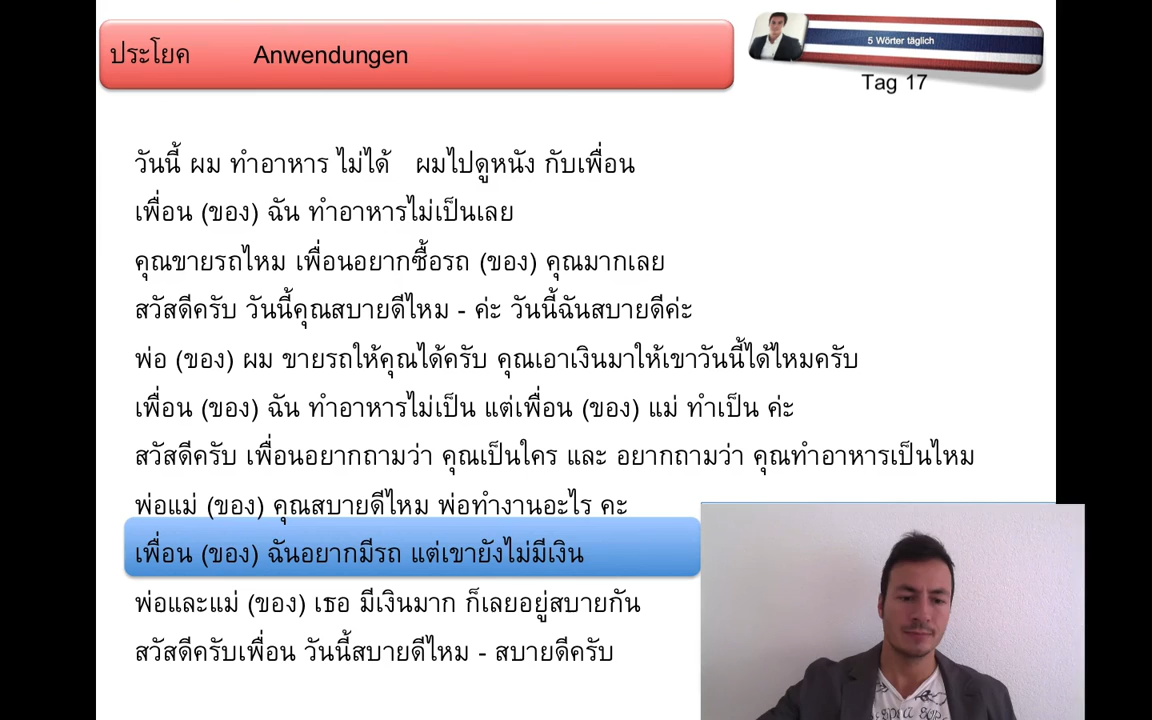 ประโยค Anwendungen
5 Wörter täglich
Tag 17
วันนี้ ผม ทำอาหาร ไม่ได้ ผมไปดูหนัง กับเพื่อน
เพื่อน (ของ) ฉัน ทำอาหารไม่เป็นเลย
คุณขายรถไหม เพื่อนอยากซื้อรถ (ของ) คุณมากเลย
สวัสดีครับ วันนี้คุณสบายดีไหม - ค่ะ วันนี้ฉันสบายดีค่ะ
พ่อ (ของ) ผม ขายรถให้คุณได้ครับ คุณเอาเงินมาให้เขาวันนี้ได้ไหมครับ
เพื่อน (ของ) ฉัน ทำอาหารไม่เป็น แต่เพื่อน (ของ) แม่ ทำเป็น ค่ะ
สวัสดีครับ เพื่อนอยากถามว่า คุณเป็นใคร และ อยากถามว่า คุณทำอาหารเป็นไหม
พ่อแม่ (ของ) คุณสบายดีไหม พ่อทำงานอะไร คะ
เพื่อน (ของ) ฉันอยากมีรถ แต่เขายังไม่มีเงิน
พ่อและแม่ (ของ) เธอ มีเงินมาก ก็เลยอยู่สบายกัน
สวัสดีครับเพื่อน วันนี้สบายดีไหม - สบายดีครับ